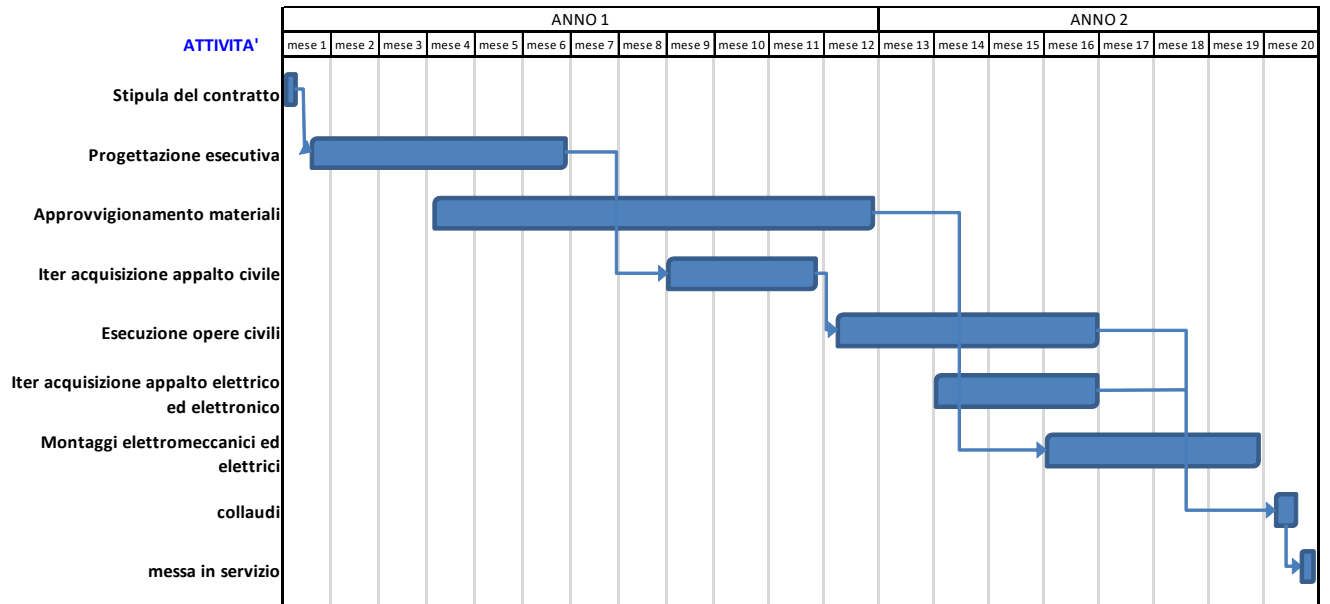 ANNO 1 ANNO 2
ATTIVITA' mese 1 mese 2 mese 3 mese 4 mese 5 mese 6 mese 7 mese 8 mese 9 mese 10 mese 11 mese 12 mese 13 mese 14 mese 15 mese 16 mese 17 mese 18 mese 19 mese 20
Stipula del contratto
Progettazione esecutiva
Approvvigionamento materiali
Iter acquisizione appalto civile
Esecuzione opere civili
Iter acquisizione appalto elettrico
ed elettronico
Montaggi elettromeccanici ed
elettrici
collaudi
messa in servizio